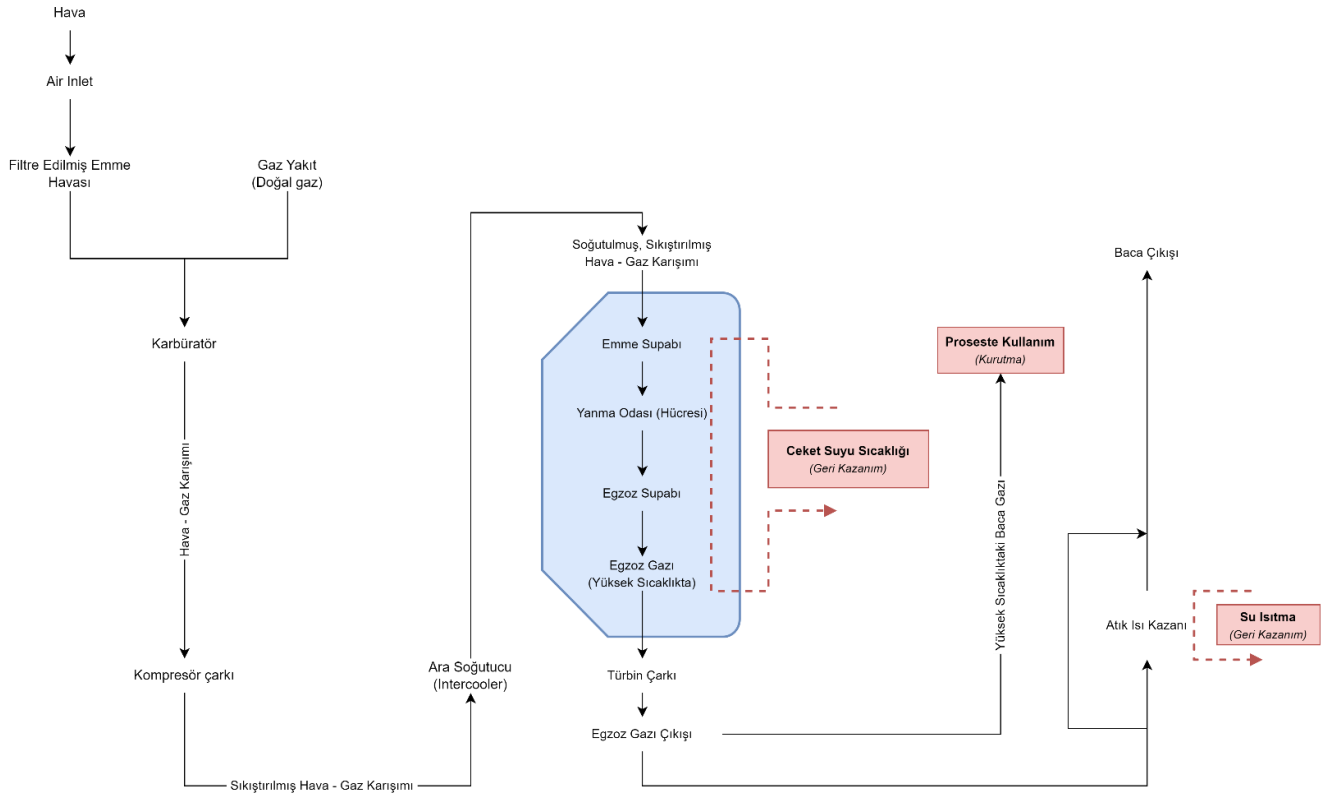 Hava
Air Inlet
Filtre Edilmiş Emme
Havası
Gaz Yakıt
(Doğal gaz)
Karbüratör
Hava - Gaz Karışımı
Kompresör çarkı
Sıkıştırılmış Hava - Gaz Karışımı
Ara Soğutucu
(Intercooler)
Soğutulmuş, Sıkıştırılmış
Hava - Gaz Karışımı
Emme Supabı
Yanma Odası (Hücresi)
Egzoz Supabı
Egzoz Gazı
(Yüksek Sıcaklıkta)
Ceket Suyu Sıcaklığı
(Geri Kazanım)
Türbin Çarkı
Egzoz Gazı Çıkışı
Yüksek Sıcaklıktaki Baca Gazı
Proseste Kullanım
(Kurutma)
Baca Çıkışı
Atık Isı Kazanı
Su Isıtma
(Geri Kazanım)